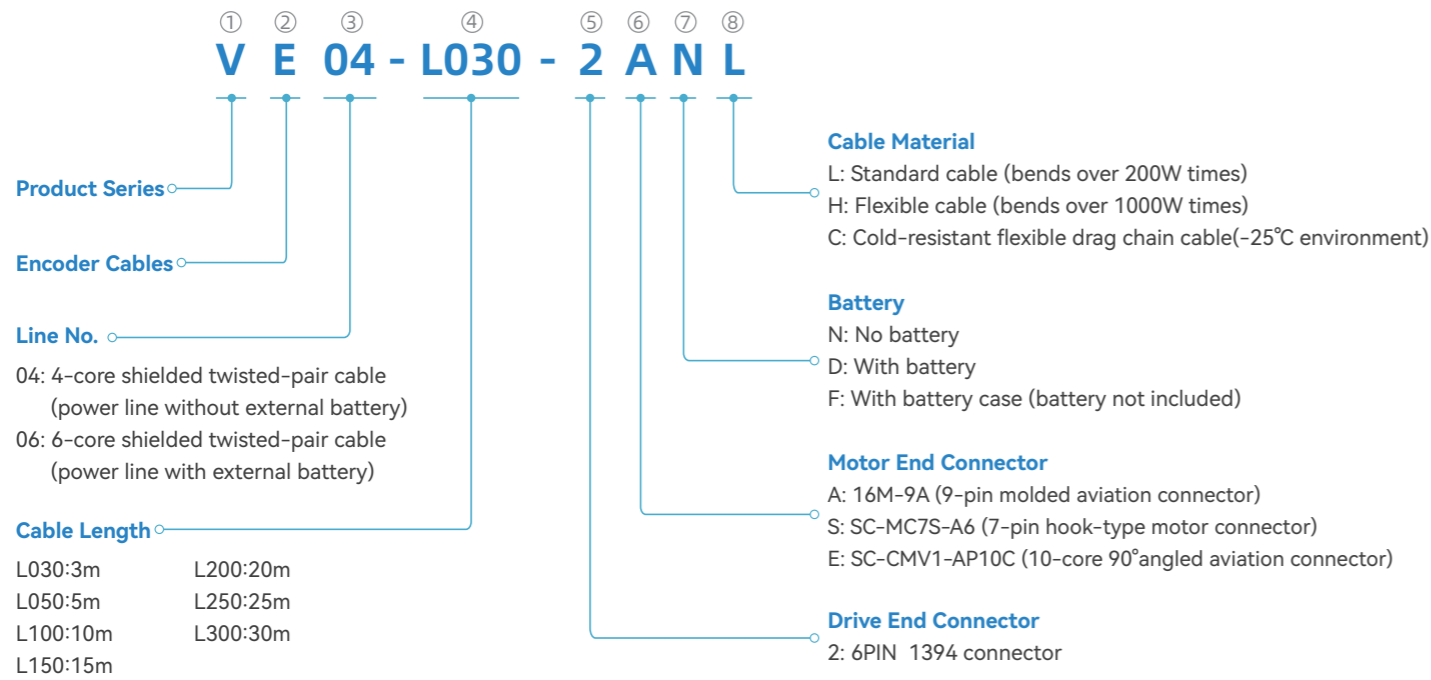 ① ② ③ ④ ⑤ ⑥ ⑦ ⑧
V E 04 - L030 - 2 A N L
Product Series
Encoder Cables
Line No.
04: 4-core shielded twisted-pair cable
(power line without external battery)
06: 6-core shielded twisted-pair cable
(power line with external battery)
Cable Length
L030:3m L200:20m
L050:5m L250:25m
L100:10m L300:30m
L150:15m
Cable Material
L: Standard cable (bends over 200W times)
H: Flexible cable (bends over 1000W times)
C: Cold-resistant flexible drag chain cable(-25℃ environment)
Battery
N: No battery
D: With battery
F: With battery case (battery not included)
Motor End Connector
A: 16M-9A (9-pin molded aviation connector)
S: SC-MC7S-A6 (7-pin hook-type motor connector)
E: SC-CMV1-AP10C (10-core 90°angled aviation connector)
Drive End Connector
2: 6PIN 1394 connector